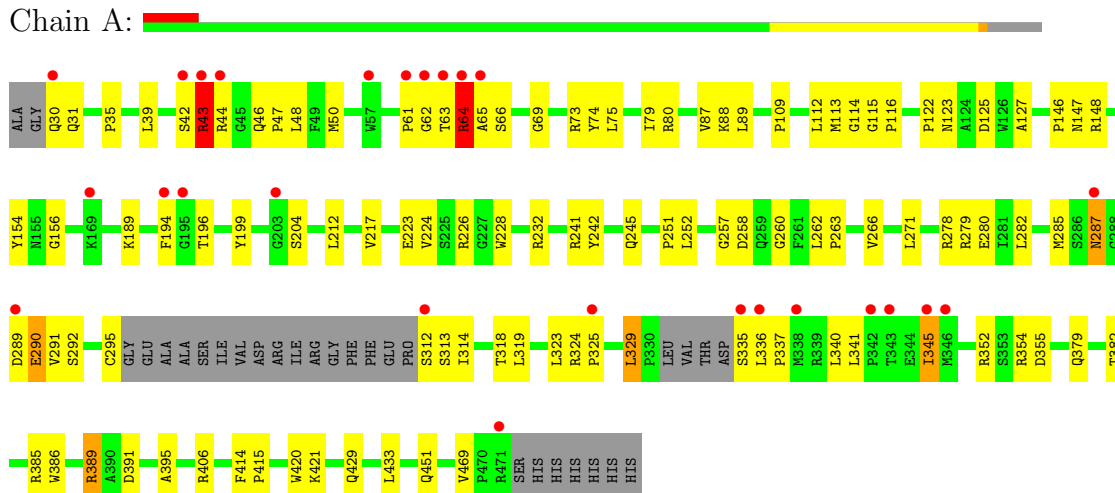 Chain A:
ALA GLY Q30 Q31 P35 L39 S42 R43 R44 G45 Q46 P47 L48 F49 M50 W57 P61 G62 T63 R64 A65 S66 G69 R73 Y74 L75 I79 R80 V87 K88 L89 P109 L112 M113 G114 G115 P116 P122 N123 A124 D125 W126 A127 P146 N147 R148
Y154 N155 G156 K169 K189 F194 G195 T196 Y199 G203 S204 L212 V217 E223 V224 S225 R226 G227 W228 R232 R241 Y242 Q245 P251 L252 G257 D258 Q259 G260 F261 L262 P263 V266 L271 R278 R279 E280 I281 L282 M285 S286 N287 G288
D289 E290 V291 S292 C295 GLY GLU ALA ALA SER ILE VAL ASP ARG ILE ARG GLY PHE PHE GLU PRO S312 S313 I314 T318 L319 L323 R324 P325 L329 P330 LEU VAL THR ASP S335 L336 P337 M338 R339 L340 L341 P342 T343 E344 I345 M346 R352 S353 R354 D355 Q379 T382
R385 W386 R389 A390 D391 A395 R406 F414 P415 W420 K421 Q429 L433 Q451 V469 P470 R471 SER HIS HIS HIS HIS HIS HIS